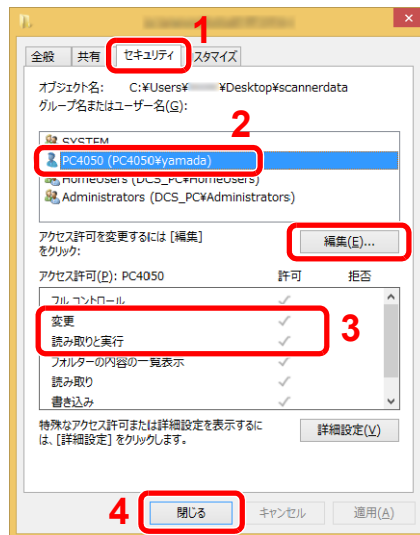 1
全般 共有 セキュリティ スタマイズ
オブジェクト名: C:¥Users¥ ¥Desktop¥scannerdata
グループ名またはユーザー名(G):
2
SYSTEM
PC4050 (PC4050¥yamada)
HomeUsers (DCS_PC¥HomeUsers)
Administrators (DCS_PC¥Administrators)
アクセス許可を変更するには [編集]
をクリック:
編集(E)...
アクセス許可(P): PC4050 許可 拒否
フル コントロール
変更
3
読み取りと実行
フォルダーの内容の一覧表示
読み取り
書き込み
特殊なアクセス許可または詳細設定を表示するに
は、[詳細設定] をクリックします。
詳細設定(V)
4
閉じる キャンセル 適用(A)